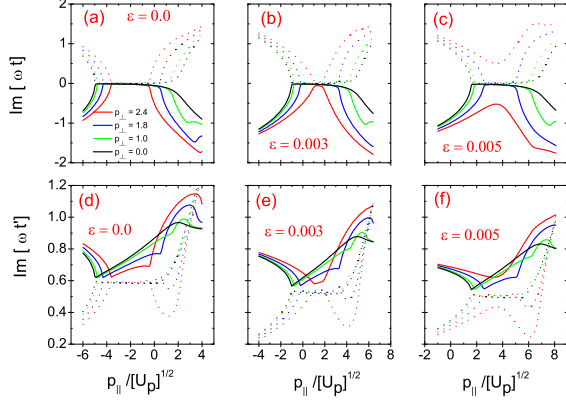 (a)
ε = 0.0
(b)
(c)
2
1
0
-1
-2
Im [ ωt ]
p⊥ = 2.4
p⊥ = 1.8
p⊥ = 1.0
p⊥ = 0.0
ε = 0.003
ε = 0.005
(d)
ε = 0.0
(e)
ε = 0.003
(f)
ε = 0.005
1.2
1.0
0.8
0.6
0.4
0.2
Im [ ωt' ]
-6 -4 -2 0 2 4
-4 -2 0 2 4 6 8
0 2 4 6 8
p|| /[Up]1/2
p|| /[Up]1/2
p|| /[Up]1/2